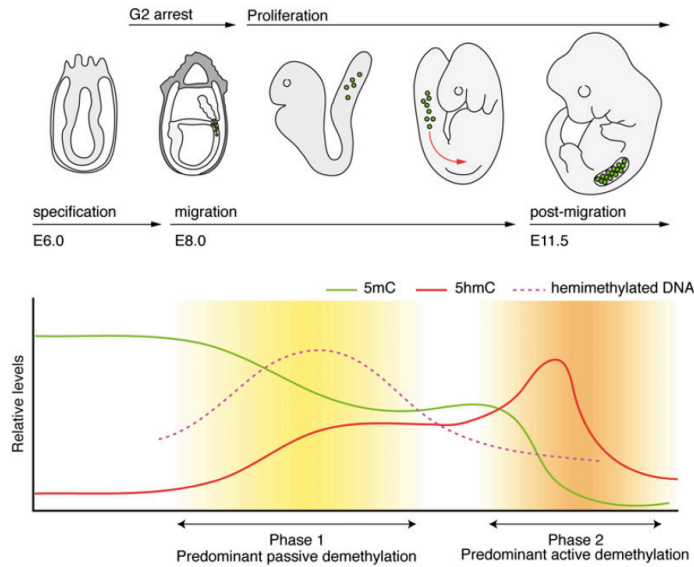 G2 arrest
Proliferation
specification
migration
post-migration
E6.0
E8.0
E11.5
5mC
5hmC
hemimethylated DNA
Relative levels
Phase 1
Predominant passive demethylation
Phase 2
Predominant active demethylation